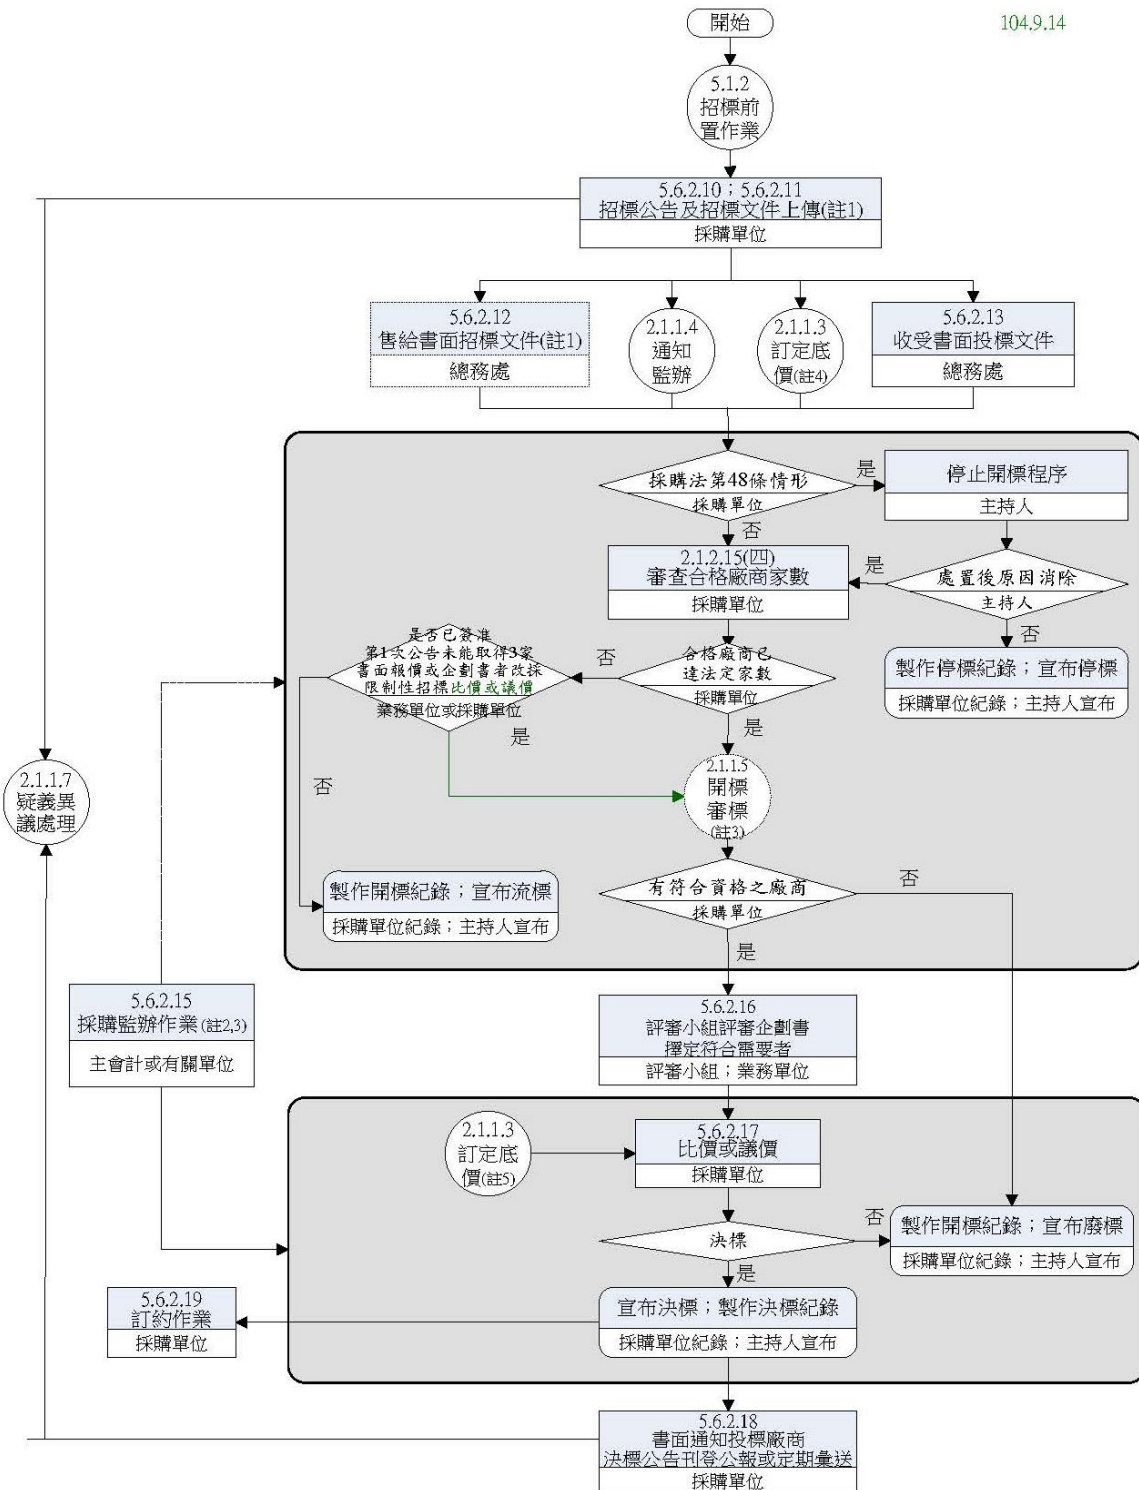 開始
104.9.14
5.1.2
招標前
置作業
5.6.2.10；5.6.2.11
招標公告及招標文件上傳(註1)
採購單位
5.6.2.12
售給書面招標文件(註1)
總務處
2.1.1.4
通知
監辦
2.1.1.3
訂定底
價(註4)
5.6.2.13
收受書面投標文件
總務處
採購法第48條情形
採購單位
是
停止開標程序
主持人
否
2.1.2.15(四)
審查合格廠商家數
採購單位
是
處置後原因消除
主持人
否
製作停標紀錄；宣布停標
採購單位紀錄；主持人宣布
是否已簽准
第1次公告未能取得3家
書面報價或企劃書者改採
限制性招標比價或議價
業務單位或採購單位
否
合格廠商已
達法定家數
採購單位
是
是
否
2.1.1.5
開標
審標
(註3)
2.1.1.7
疑義異
議處理
製作開標紀錄；宣布流標
採購單位紀錄；主持人宣布
有符合資格之廠商
採購單位
否
是
5.6.2.15
採購監辦作業(註2,3)
主會計或有關單位
5.6.2.16
評審小組評審企劃書
擇定符合需要者
評審小組；業務單位
2.1.1.3
訂定底
價(註5)
5.6.2.17
比價或議價
採購單位
決標
否
製作開標紀錄；宣布廢標
採購單位紀錄；主持人宣布
是
宣布決標；製作決標紀錄
採購單位紀錄；主持人宣布
5.6.2.19
訂約作業
採購單位
5.6.2.18
書面通知投標廠商
決標公告刊登公報或定期彙送
採購單位